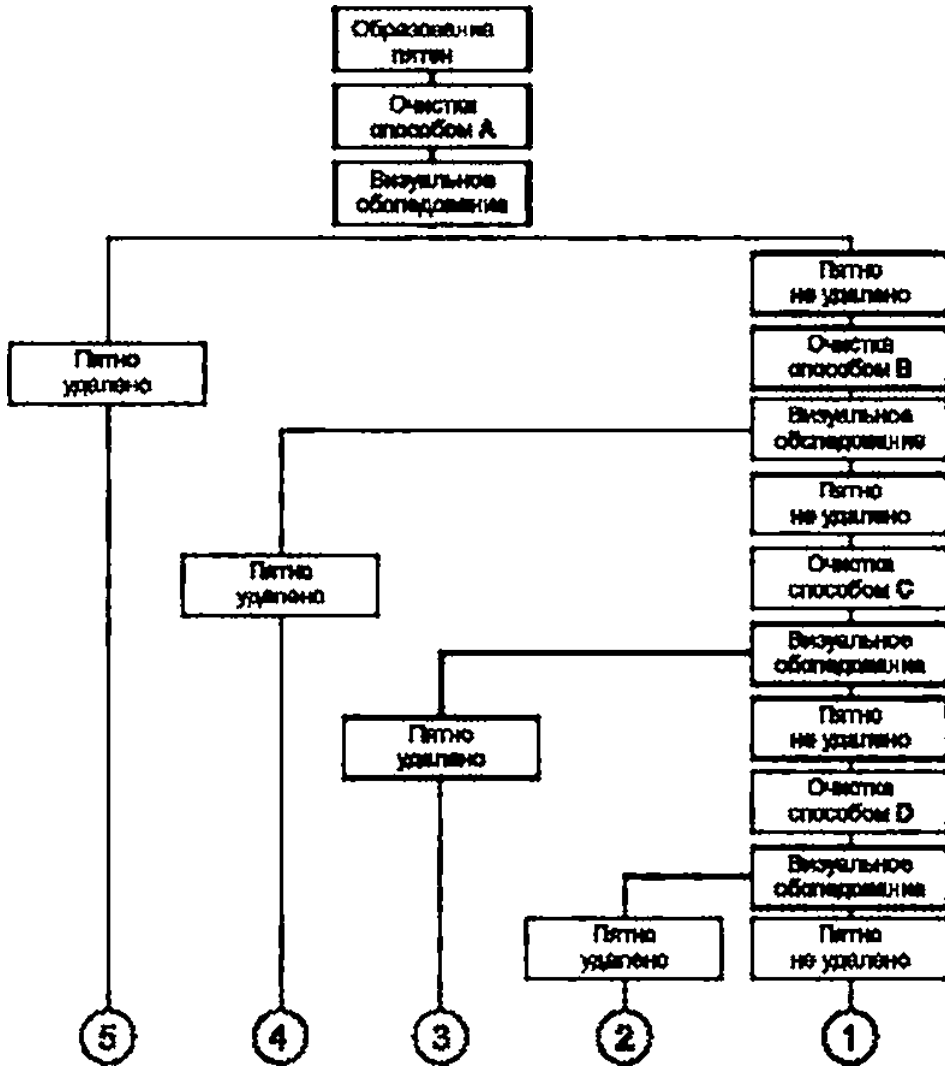 Образование
пятен
Очистка
способом A
Визуальное
обследование
Пятно
не удалено
Очистка
способом B
Пятно
удалено
Визуальное
обследование
Пятно
не удалено
Очистка
способом C
Пятно
удалено
Визуальное
обследование
Пятно
не удалено
Пятно
удалено
Очистка
способом D
Визуальное
обследование
Пятно
удалено
Пятно
не удалено
5
4
3
2
1